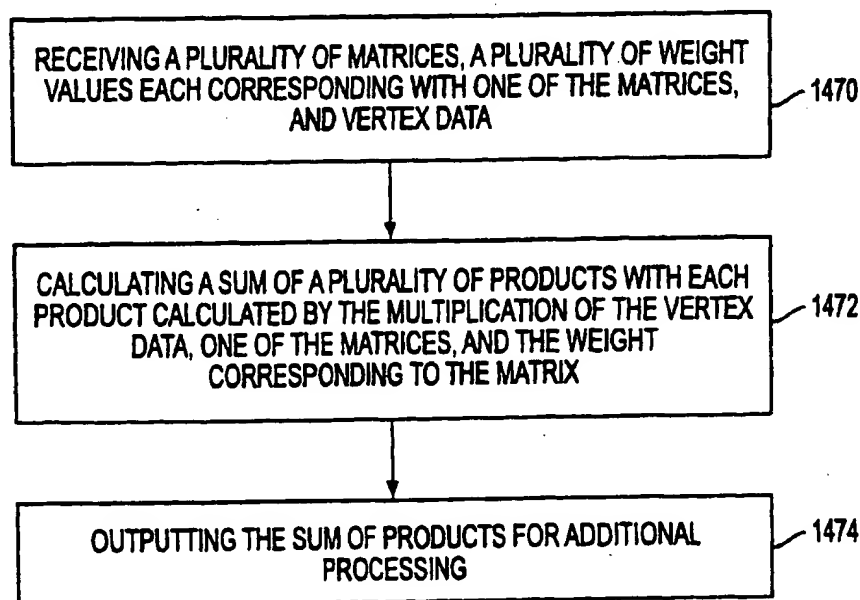 RECEIVING A PLURALITY OF MATRICES, A PLURALITY OF WEIGHT
VALUES EACH CORRESPONDING WITH ONE OF THE MATRICES,
AND VERTEX DATA
1470
CALCULATING A SUM OF A PLURALITY OF PRODUCTS WITH EACH
PRODUCT CALCULATED BY THE MULTIPLICATION OF THE VERTEX
DATA, ONE OF THE MATRICES, AND THE WEIGHT
CORRESPONDING TO THE MATRIX
1472
OUTPUTTING THE SUM OF PRODUCTS FOR ADDITIONAL
PROCESSING
1474